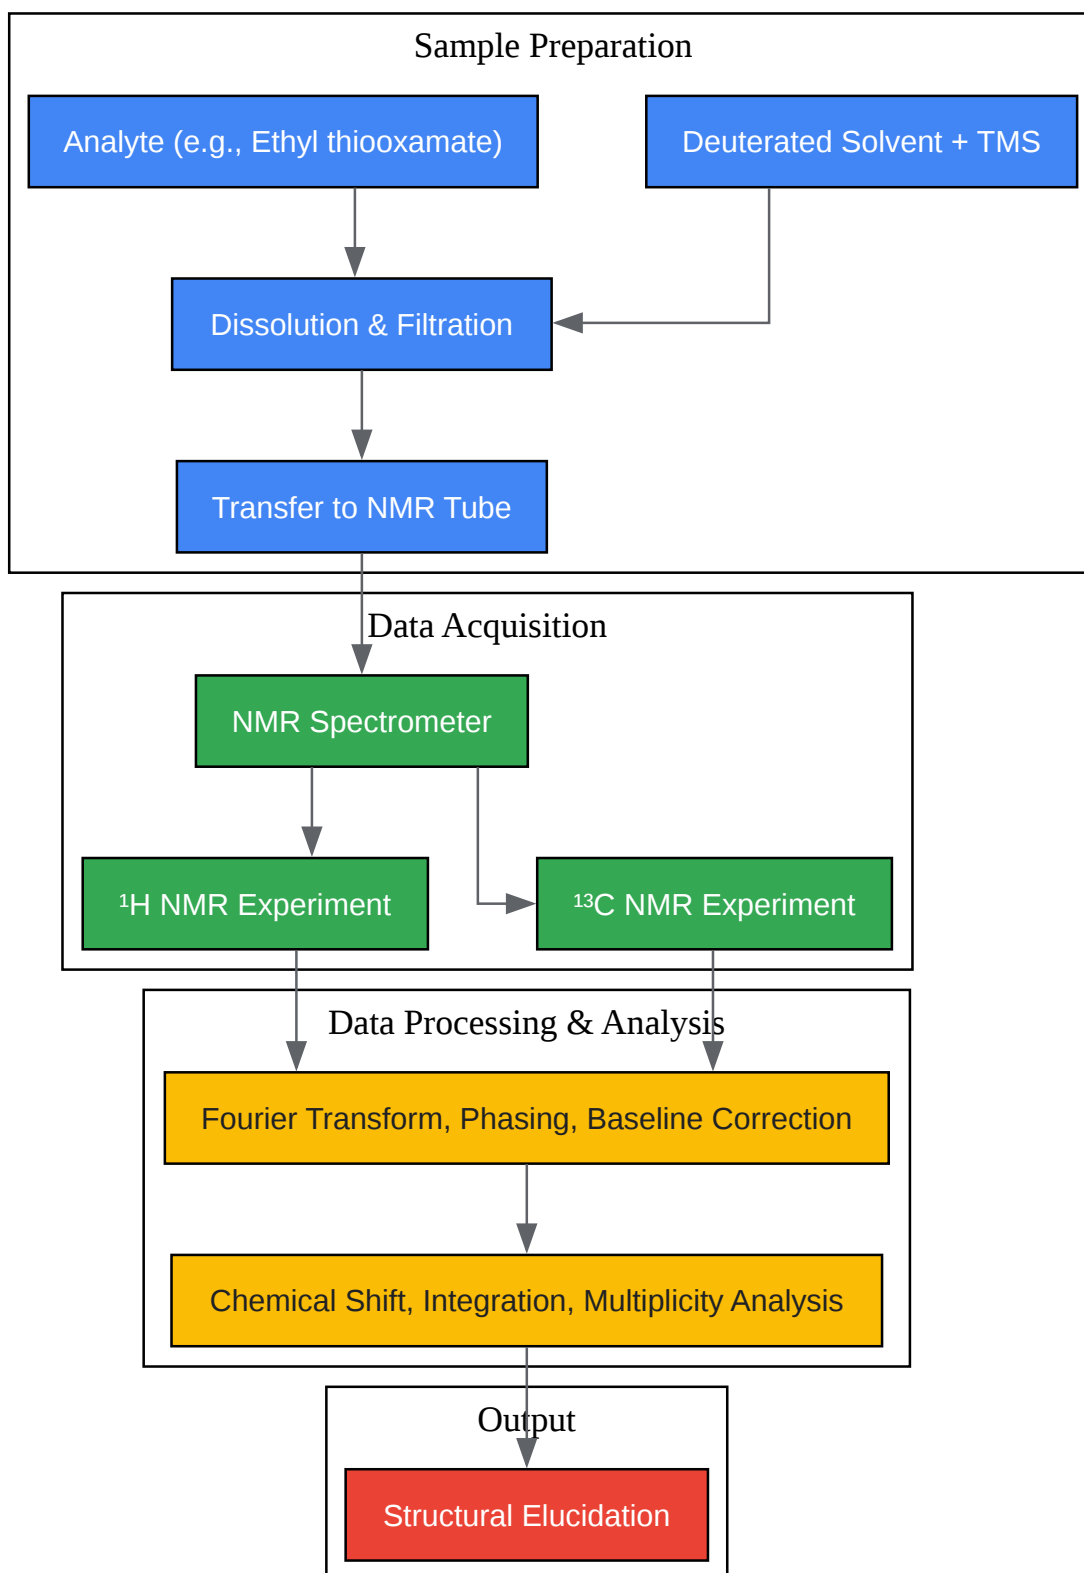 Sample Preparation
Analyte (e.g., Ethyl thiooxamate)
Deuterated Solvent + TMS
Dissolution & Filtration
Transfer to NMR Tube
Data Acquisition
NMR Spectrometer
¹H NMR Experiment
¹³C NMR Experiment
Data Processing & Analysis
Fourier Transform, Phasing, Baseline Correction
Chemical Shift, Integration, Multiplicity Analysis
Output
Structural Elucidation